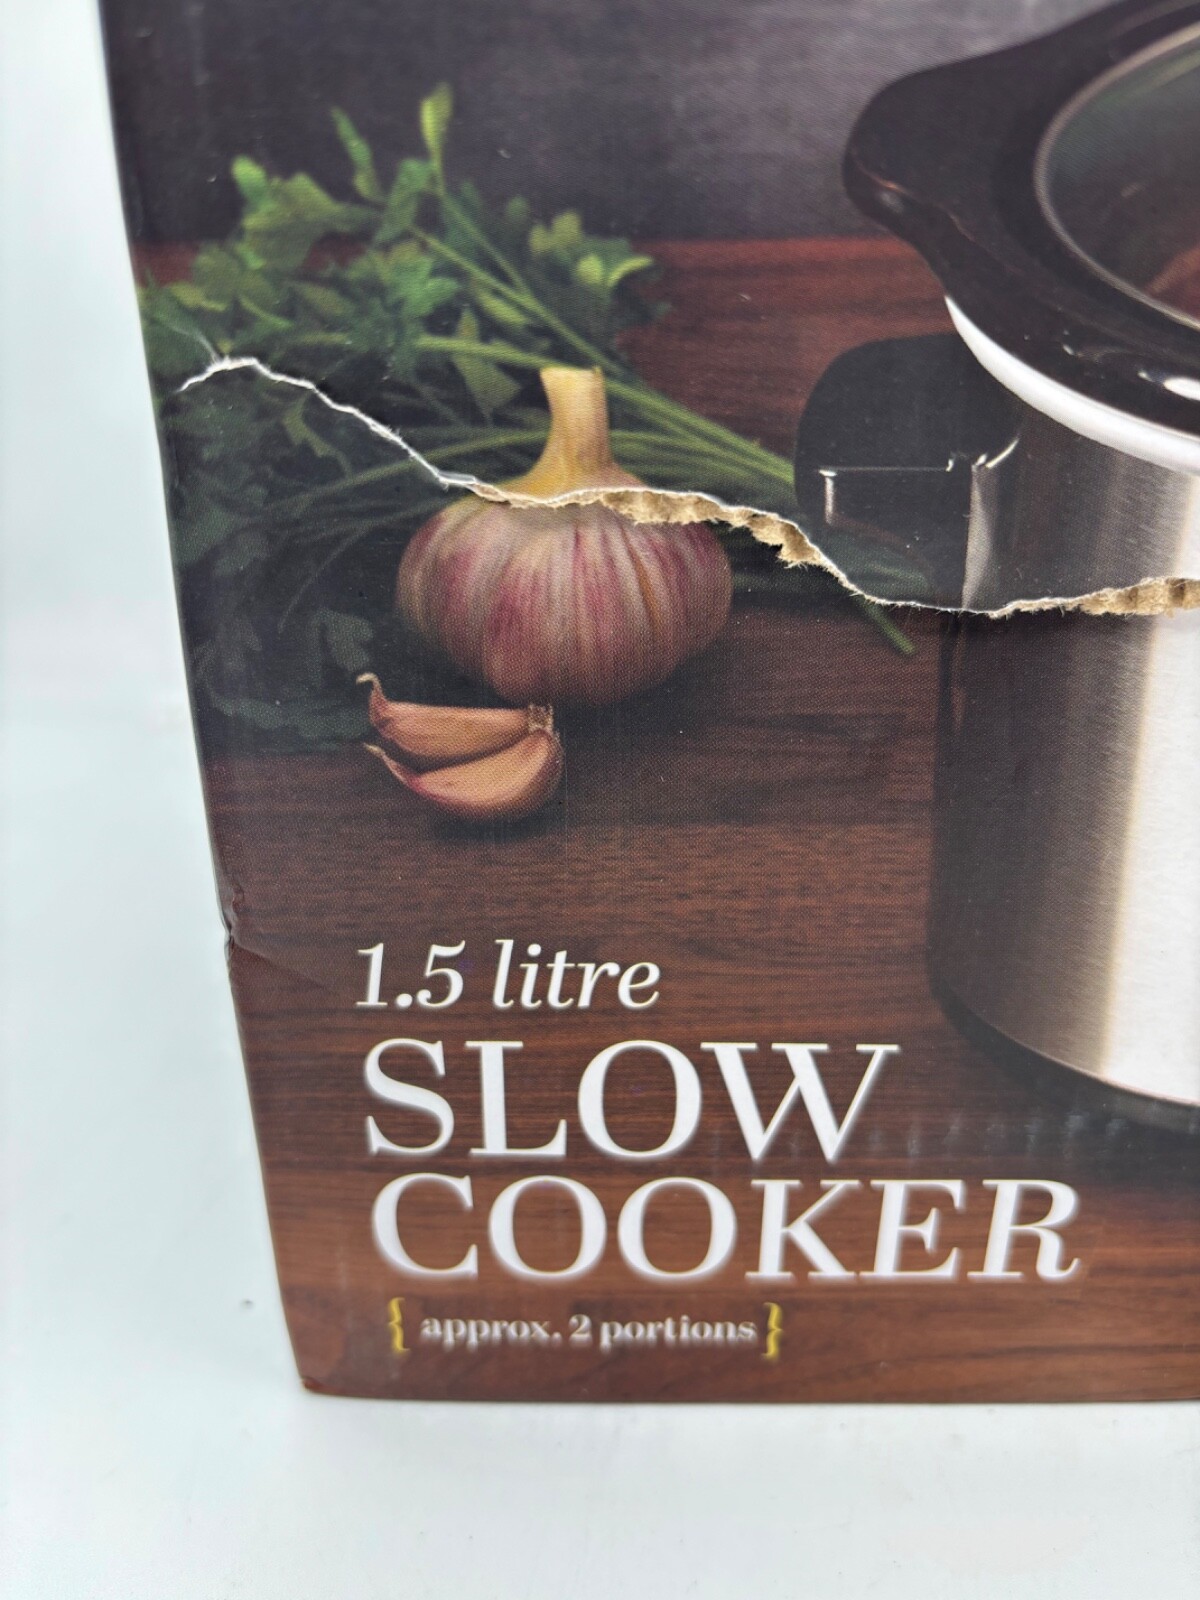 1.5 litre
SLOW
COOKER
{ approx. 2 portions }